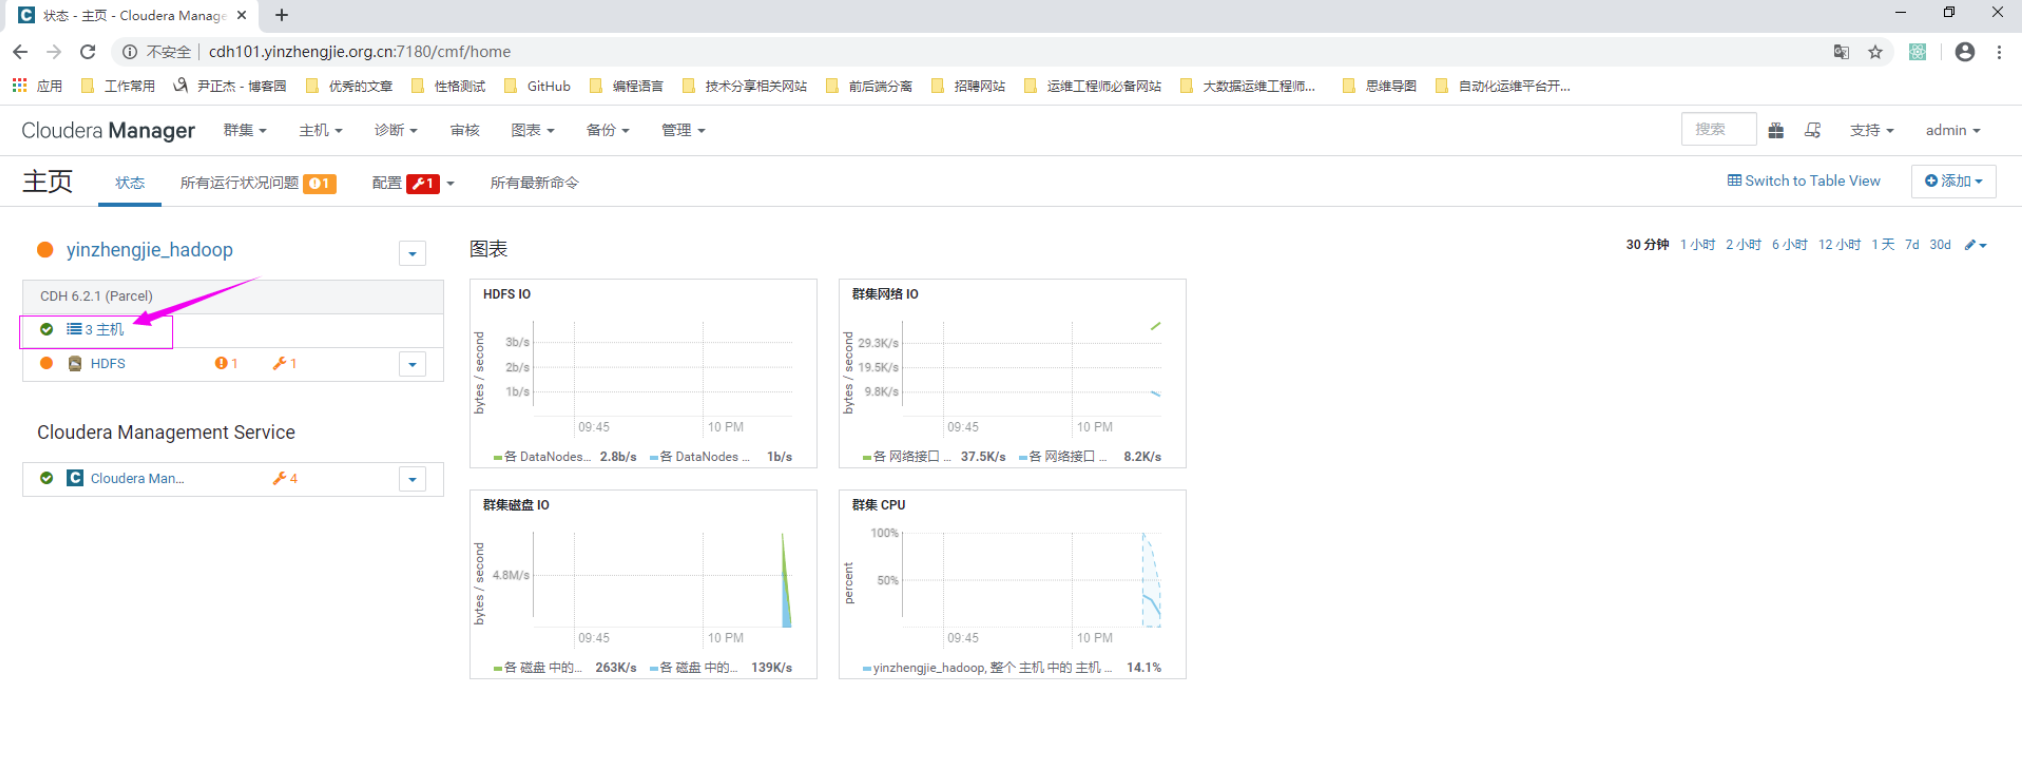 状态 - 主页 - Cloudera Manage
不安全 cdh101.yinzhengjie.org.cn:7180/cmf/home
应用 工作常用 尹正杰 - 博客园 优秀的文章 性格测试 GitHub 编程语言 技术分享相关网站 前后端分离 招聘网站 运维工程师必备网站 大数据运维工程师... 思维导图 自动化运维平台开...
Cloudera Manager 群集 主机 诊断 审核 图表 备份 管理 搜索 支持 admin
主页 状态 所有运行状况问题 1 配置 1 所有最新命令 Switch to Table View 添加
yinzhengjie_hadoop
CDH 6.2.1 (Parcel)
3 主机
HDFS 1 1
Cloudera Management Service
Cloudera Man... 4
图表 30 分钟 1 小时 2 小时 6 小时 12 小时 1 天 7d 30d
HDFS IO
bytes / second
3b/s
2b/s
1b/s
09:45 10 PM
各 DataNodes... 2.8b/s 各 DataNodes ... 1b/s
群集网络 IO
bytes / second
29.3K/s
19.5K/s
9.8K/s
09:45 10 PM
各 网络接口 ... 37.5K/s 各 网络接口 ... 8.2K/s
群集磁盘 IO
bytes / second
4.8M/s
09:45 10 PM
各 磁盘 中的... 263K/s 各 磁盘 中的... 139K/s
群集 CPU
percent
100%
50%
09:45 10 PM
yinzhengjie_hadoop, 整个 主机 中的 主机 ... 14.1%